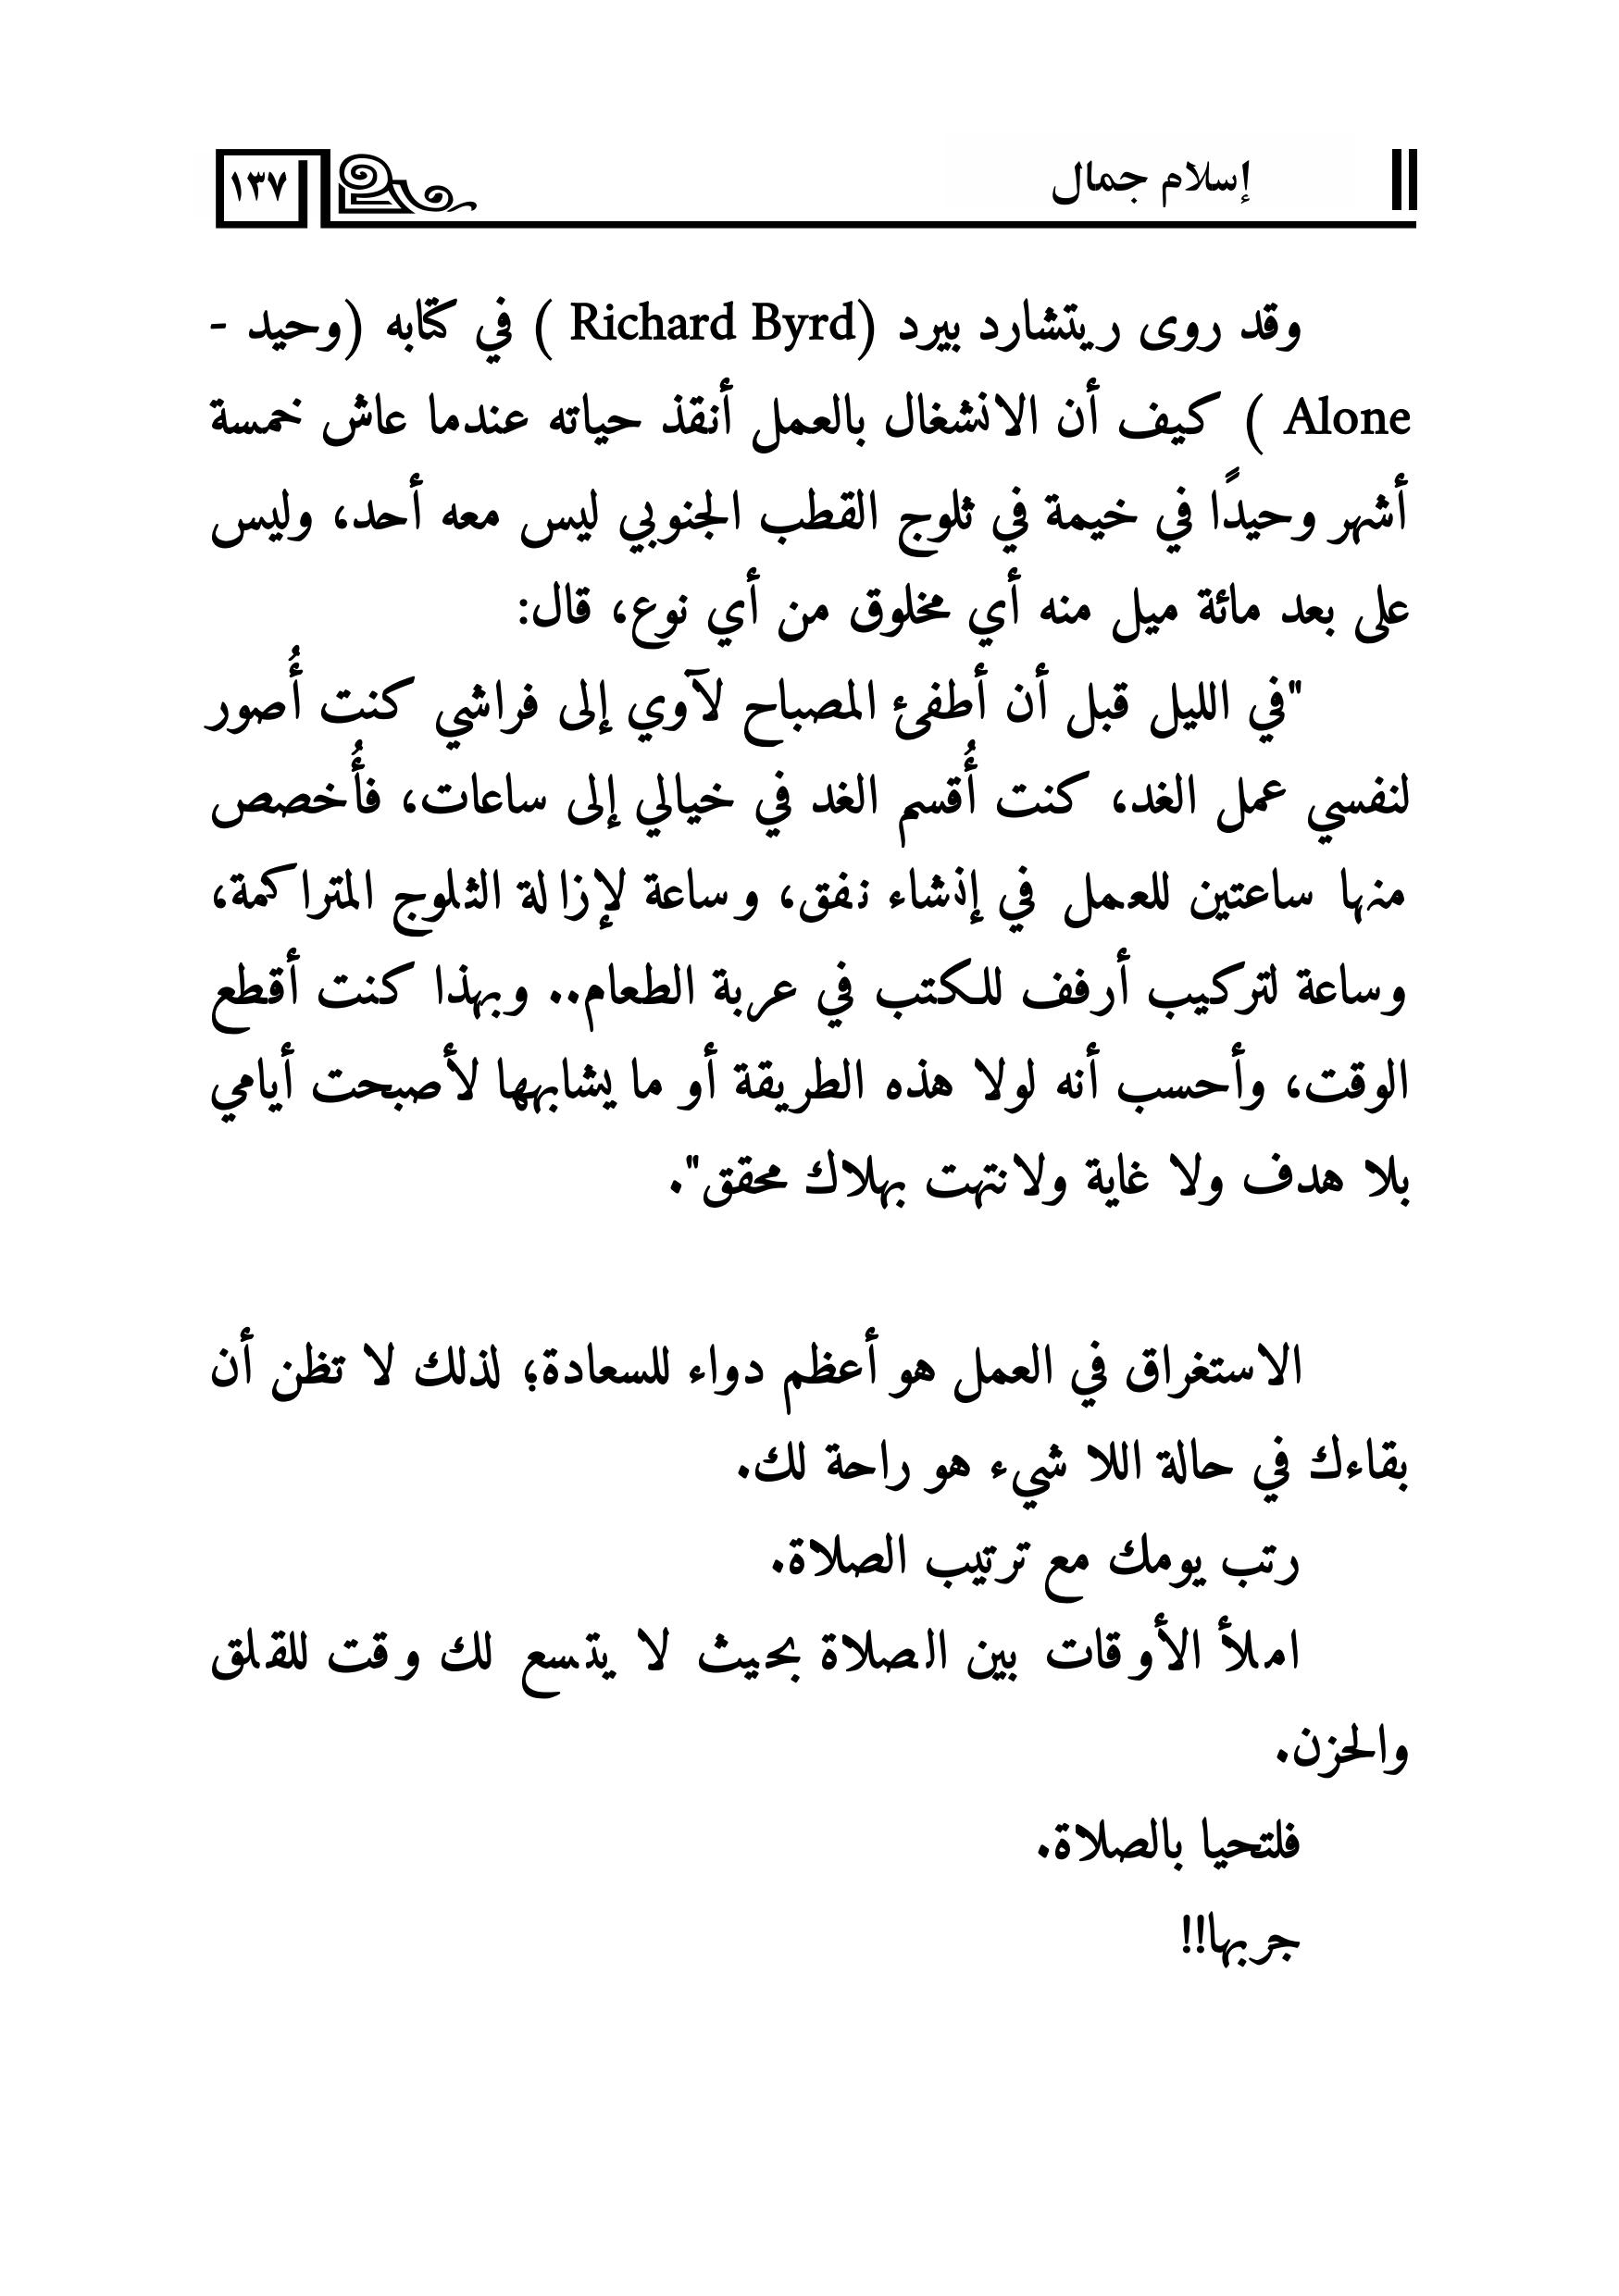 إسلام جمال
١٣٧
وقد روى ريتشارد بيرد (Richard Byrd ) في كتابه (وحيد -
Alone ) كيف أن الانشغال بالعمل أنقذ حياته عندما عاش خمسة
أشهر وحيدًا في خيمة في ثلوج القطب الجنوبي ليس معه أحد، وليس
على بعد مائة ميل منه أي مخلوق من أي نوع، قال:
"في الليل قبل أن أطفئ المصباح لآوي إلى فراشي كنت أُصور
لنفسي عمل الغد، كنت أُقسم الغد في خيالي إلى ساعات، فأُخصص
منها ساعتين للعمل في إنشاء نفق، وساعة لإزالة الثلوج المتراكمة،
وساعة لتركيب أرفف للكتب في عربة الطعام.. وبهذا كنت أقطع
الوقت، وأحسب أنه لولا هذه الطريقة أو ما يشابهها لأصبحت أيامي
بلا هدف ولا غاية ولانتهت بهلاك محقق".
الاستغراق في العمل هو أعظم دواء للسعادة؛ لذلك لا تظن أن
بقاءك في حالة اللا شيء هو راحة لك.
رتب يومك مع ترتيب الصلاة.
املأ الأوقات بين الصلاة بحيث لا يتسع لك وقت للقلق
والحزن.
فلتحيا بالصلاة.
جربها!!